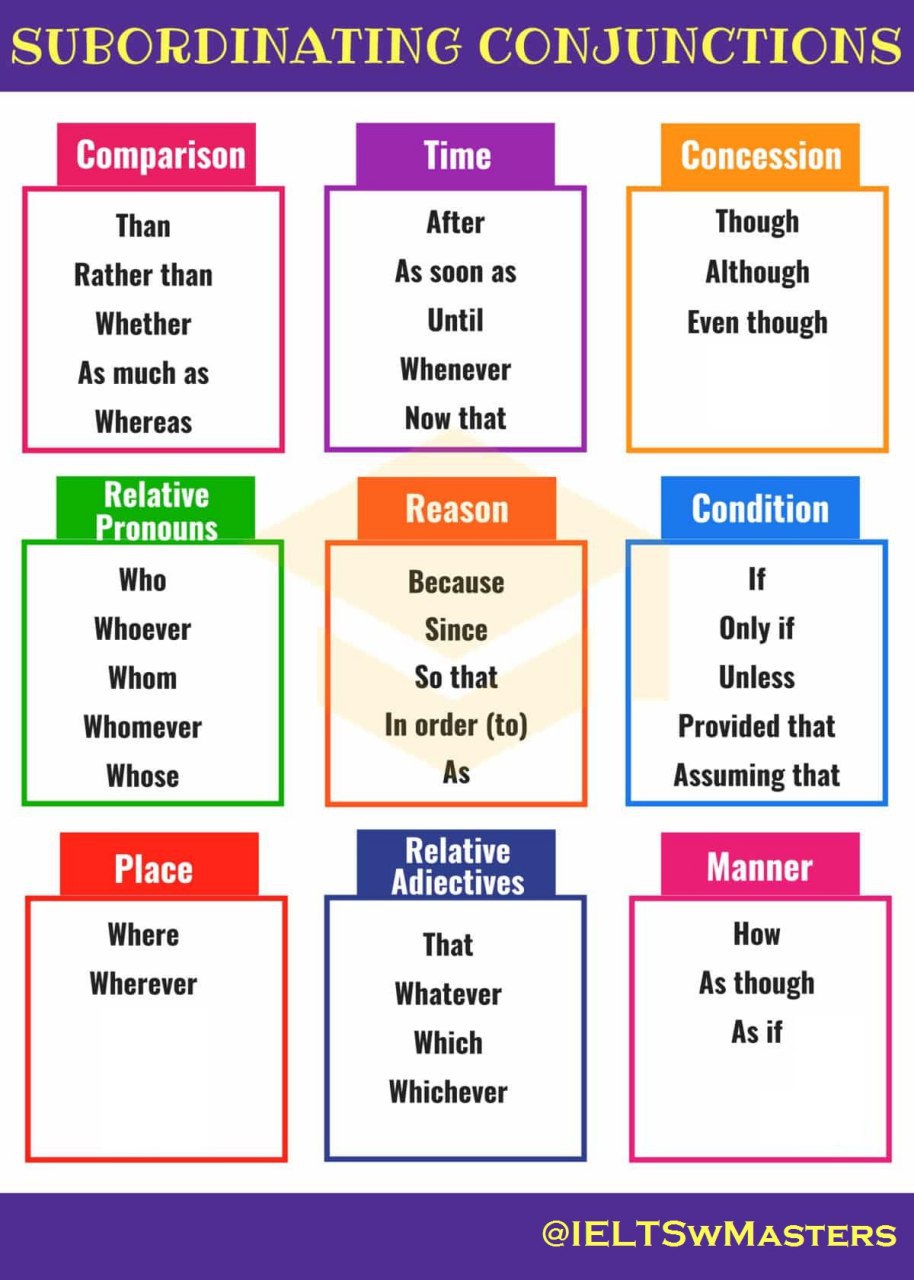 SUBORDINATING CONJUNCTIONS
Comparison
Than
Rather than
Whether
As much as
Whereas
Time
After
As soon as
Until
Whenever
Now that
Concession
Though
Although
Even though
Relative
Pronouns
Who
Whoever
Whom
Whomever
Whose
Reason
Because
Since
So that
In order (to)
As
Condition
If
Only if
Unless
Provided that
Assuming that
Place
Where
Wherever
Relative
Adiectives
That
Whatever
Which
Whichever
Manner
How
As though
As if
@IELTSwMasters